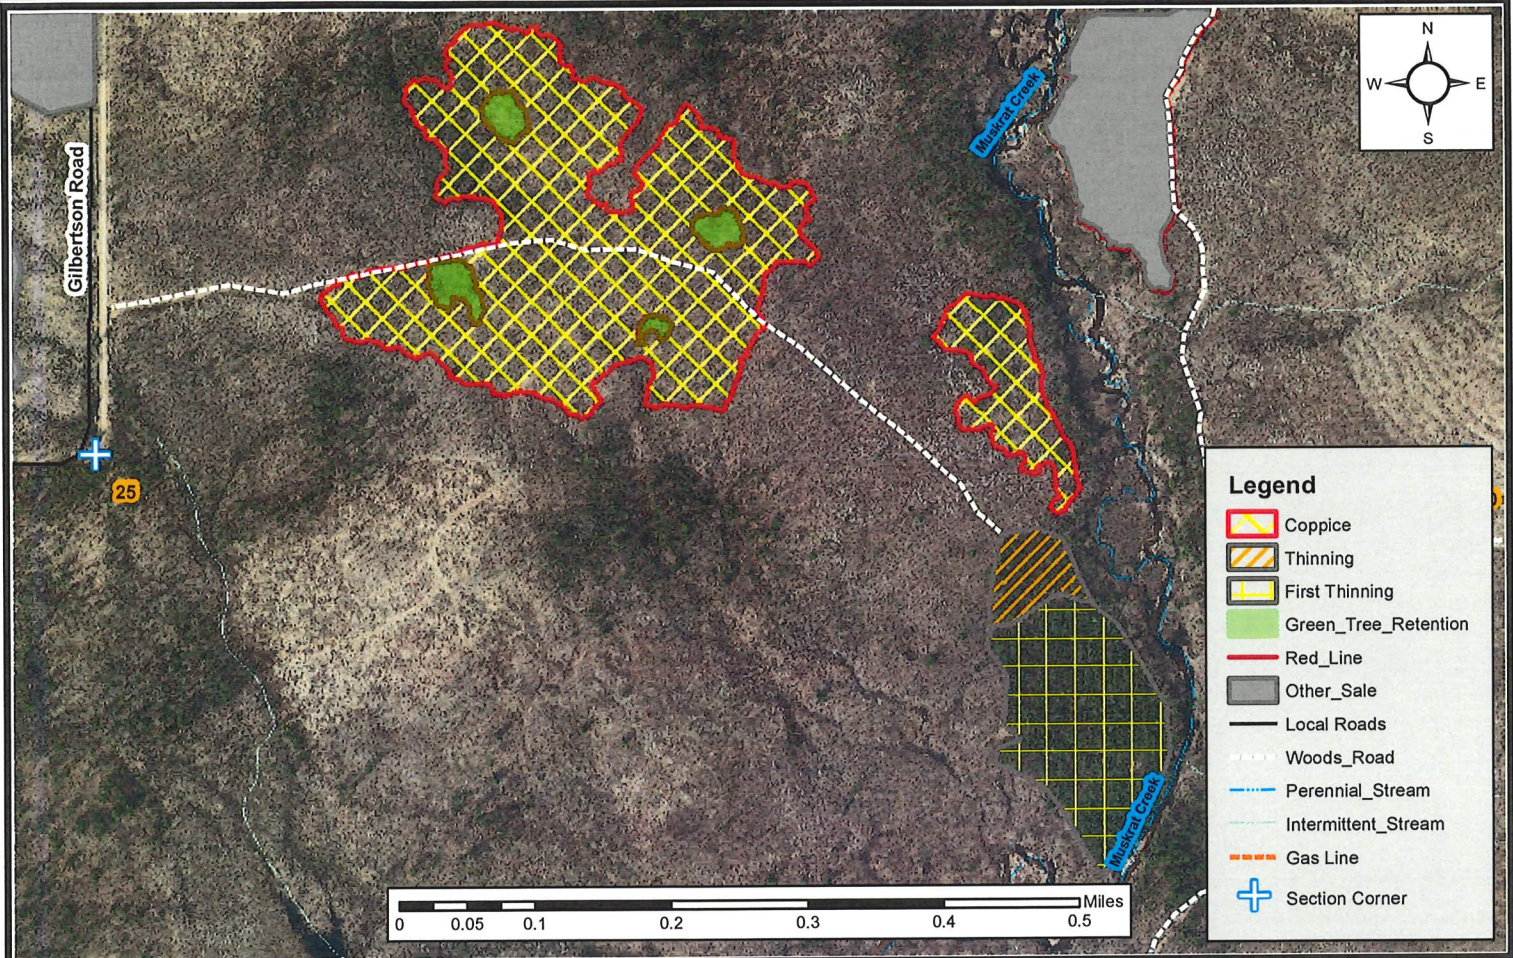 N
W E
S
Muskrat Creek
Gilbertson Road
25
Muskrat Creek
Legend
Coppice
Thinning
First Thinning
Green_Tree_Retention
Red_Line
Other_Sale
Local Roads
Woods_Road
Perennial_Stream
Intermittent_Stream
Gas Line
Section Corner
Miles
0 0.05 0.1 0.2 0.3 0.4 0.5